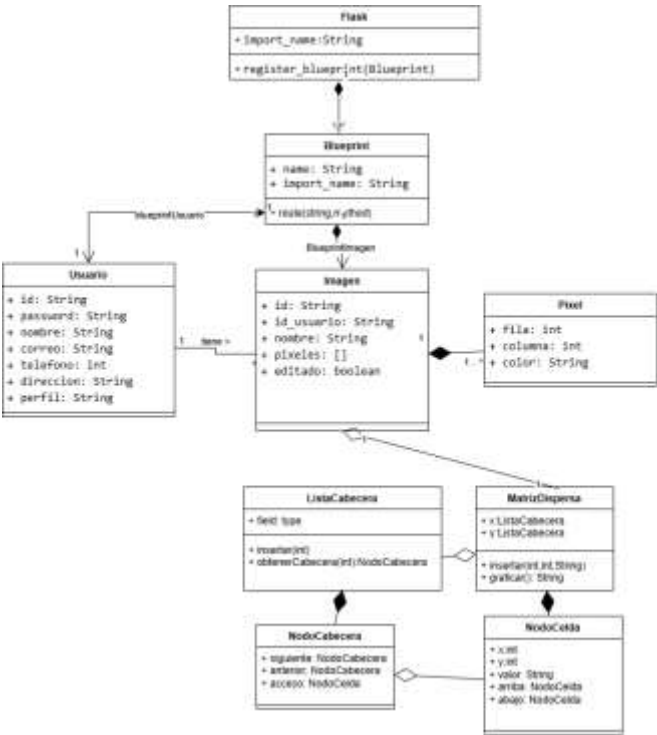 Flask
+ import_name:String
+ register_blueprint(Blueprint)
Blueprint
+ name: String
+ import_name: String
blueprintUsuario
1
BlueprintImagen
1
Usuario
+ id: String
+ password: String
+ nombre: String
+ correo: String
+ telefono: int
+ direccion: String
+ perfil: String
1
tiene >
Imagen
+ id: String
+ id_usuario: String
+ nombre: String
+ pixeles: []
+ editado: boolean
1
1..*
Pixel
+ fila: int
+ columna: int
+ color: String
1
1
ListaCabecera
+ field: type
+ insertar(int)
+ obtenerCabecera(int):NodoCabecera
MatrizDispersa
+ x:ListaCabecera
+ y:ListaCabecera
+ insertar(int,int,String)
+ graficar(): String
NodoCabecera
+ siguiente: NodoCabecera
+ anterior: NodoCabecera
+ acceso: NodoCelda
NodoCelda
+ x:int
+ y:int
+ valor: String
+ arriba: NodoCelda
+ abajo: NodoCelda